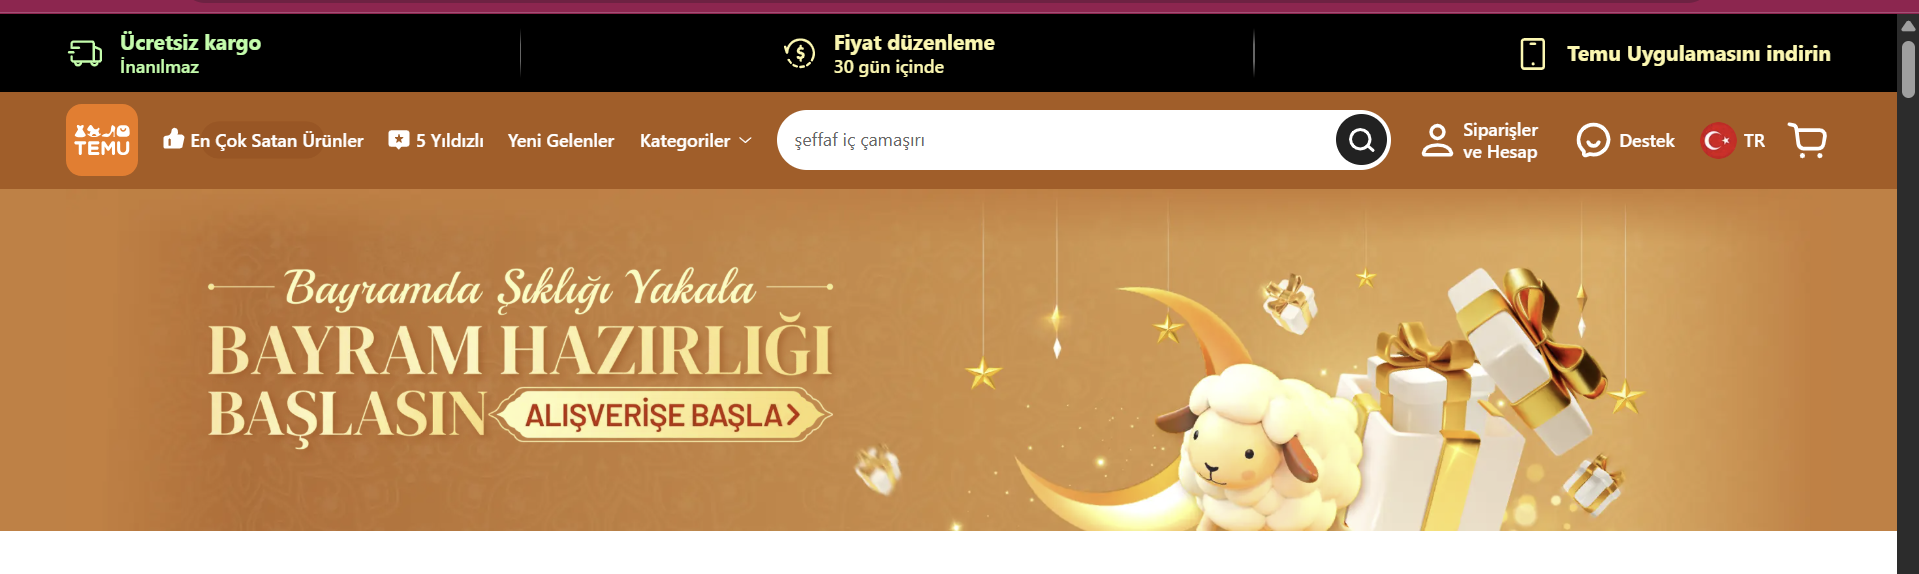 Ücretsiz kargo
İnanılmaz
Fiyat düzenleme
30 gün içinde
Temu Uygulamasını indirin
TEMU
En Çok Satan Ürünler
5 Yıldızlı
Yeni Gelenler
Kategoriler
şeffaf iç çamaşırı
Siparişler
ve Hesap
Destek
TR
Bayramda Şıklığı Yakala
BAYRAM HAZIRLIĞI
BAŞLASIN
ALIŞVERİŞE BAŞLA